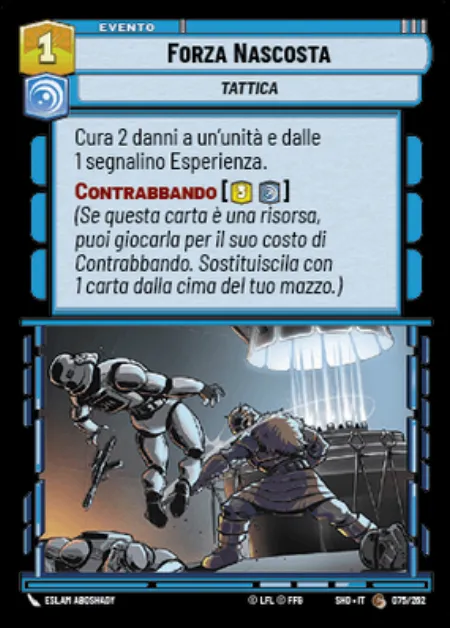 EVENTO
1
FORZA NASCOSTA
TATTICA
Cura 2 danni a un'unità e dalle
1 segnalino Esperienza.
CONTRABBANDO [3 ]
(Se questa carta è una risorsa,
puoi giocarla per il suo costo di
Contrabbando. Sostituiscila con
1 carta dalla cima del tuo mazzo.)
ESLAM ABOSHADY
© LFL © FFG
SHD • IT
075/262